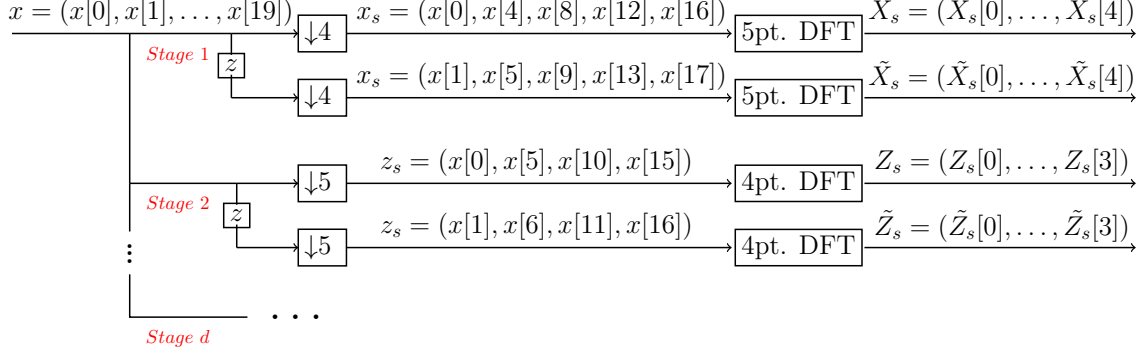 x = (x[0], x[1], . . . , x[19])
↓4
x_s = (x[0], x[4], x[8], x[12], x[16])
5pt. DFT
X_s = (X_s[0], . . . , X_s[4])
Stage 1
z
↓4
x_s = (x[1], x[5], x[9], x[13], x[17])
5pt. DFT
X̃_s = (X̃_s[0], . . . , X̃_s[4])
↓5
z_s = (x[0], x[5], x[10], x[15])
4pt. DFT
Z_s = (Z_s[0], . . . , Z_s[3])
Stage 2
z
↓5
z_s = (x[1], x[6], x[11], x[16])
4pt. DFT
Z̃_s = (Z̃_s[0], . . . , Z̃_s[3])
⋮
. . .
Stage d